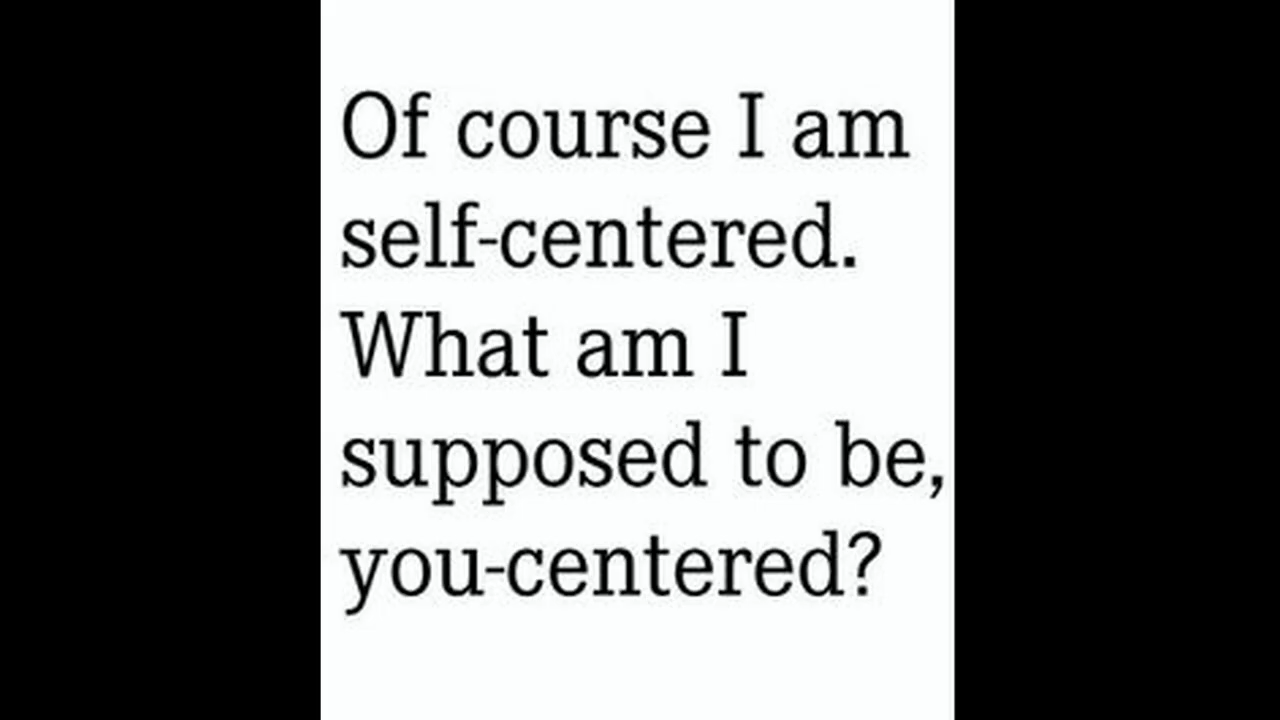 Of course I am
self-centered.
What am I
supposed to be,
you-centered?